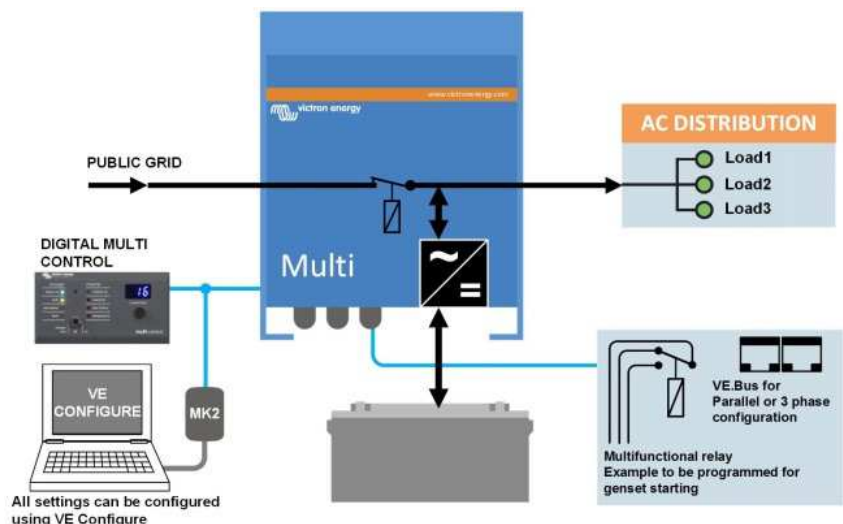 www.victronenergy.com
victron energy
AC DISTRIBUTION
PUBLIC GRID
Load1
Load2
Load3
DIGITAL MULTI
CONTROL
16
Multi
VE
CONFIGURE
MK2
VE.Bus for
Parallel or 3 phase
configuration
Multifunctional relay
Example to be programmed for
genset starting
All settings can be configured
using VE Configure